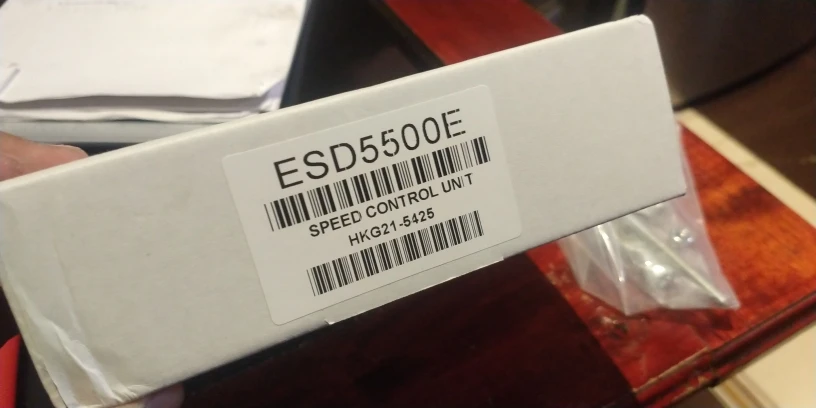 ESD5500E
SPEED CONTROL UNIT
HKG21-5425